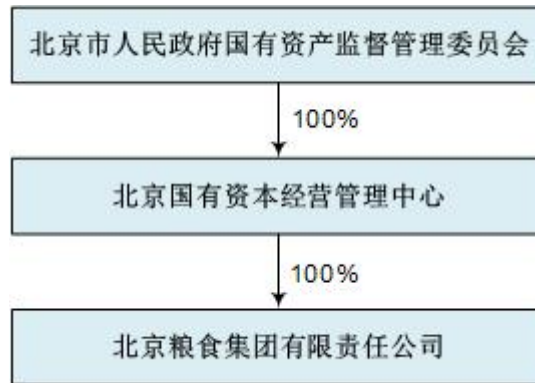 北京市人民政府国有资产监督管理委员会
100%
北京国有资本经营管理中心
100%
北京粮食集团有限责任公司